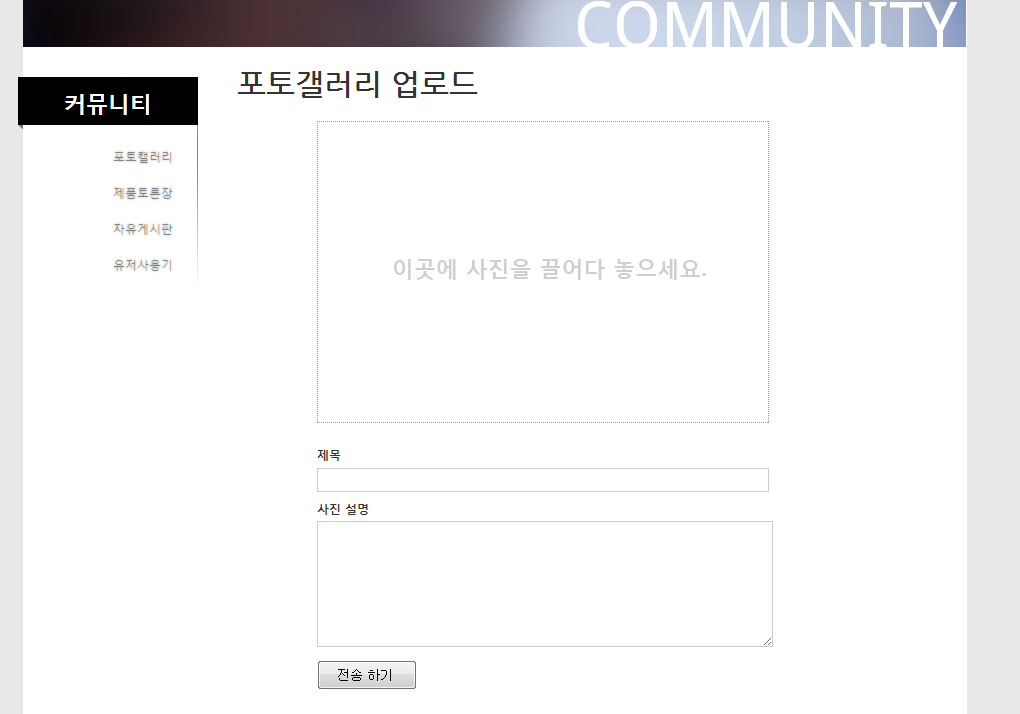 COMMUNITY
커뮤니티
포토갤러리
제품토론장
자유게시판
유저사용기
포토갤러리 업로드
이곳에 사진을 끌어다 놓으세요.
제목
사진 설명
전송 하기